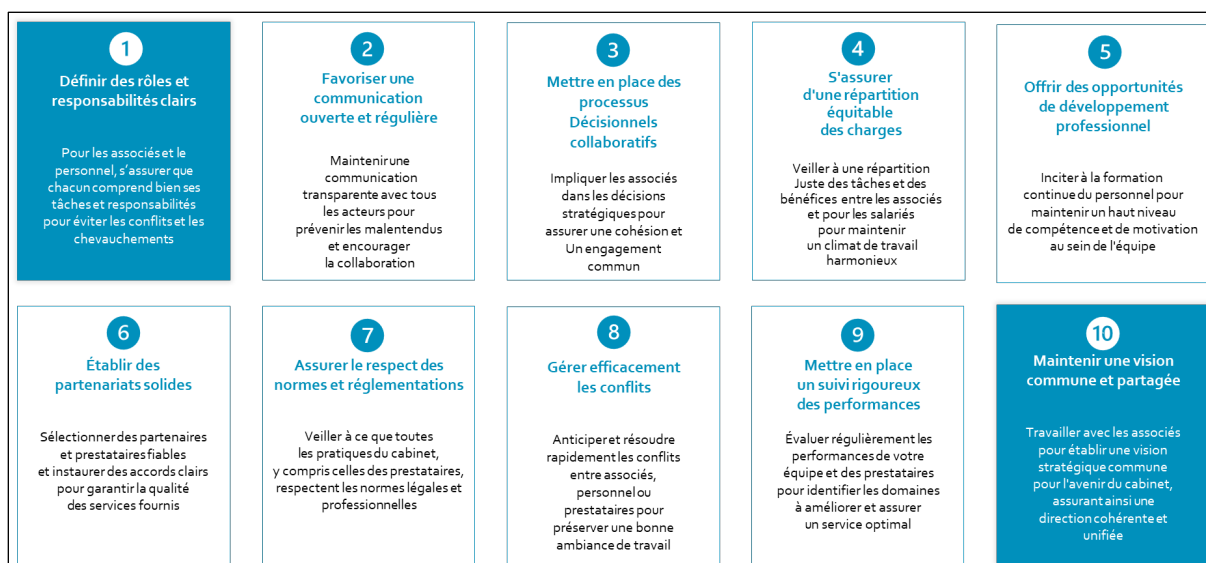 1
Définir des rôles et
responsabilités clairs
Pour les associés et le
personnel, s'assurer que
chacun comprend bien ses
tâches et responsabilités
pour éviter les conflits et les
chevauchements
2
Favoriser une
communication
ouverte et régulière
Maintenir une
communication
transparente avec tous
les acteurs pour
prévenir les malentendus
et encourager
la collaboration
3
Mettre en place des
processus
Décisionnels
collaboratifs
Impliquer les associés
dans les décisions
stratégiques pour
assurer une cohésion et
Un engagement
commun
4
S'assurer
d'une répartition
équitable
des charges
Veiller à une répartition
Juste des tâches et des
bénéfices entre les associés
et pour les salariés
pour maintenir
un climat de travail
harmonieux
5
Offrir des opportunités
de développement
professionnel
Inciter à la formation
continue du personnel pour
maintenir un haut niveau
de compétence et de motivation
au sein de l'équipe
6
Établir des
partenariats solides
Sélectionner des partenaires
et prestataires fiables
et instaurer des accords clairs
pour garantir la qualité
des services fournis
7
Assurer le respect des
normes et réglementations
Veiller à ce que toutes
les pratiques du cabinet,
y compris celles des prestataires,
respectent les normes légales et
professionnelles
8
Gérer efficacement
les conflits
Anticiper et résoudre
rapidement les conflits
entre associés,
personnel ou
prestataires pour
préserver une bonne
ambiance de travail
9
Mettre en place
un suivi rigoureux
des performances
Évaluer régulièrement les
performances de votre
équipe et des prestataires
pour identifier les domaines
à améliorer et assurer
un service optimal
10
Maintenir une vision
commune et partagée
Travailler avec les associés
pour établir une vision
stratégique commune
pour l'avenir du cabinet,
assurant ainsi une
direction cohérente et
unifiée